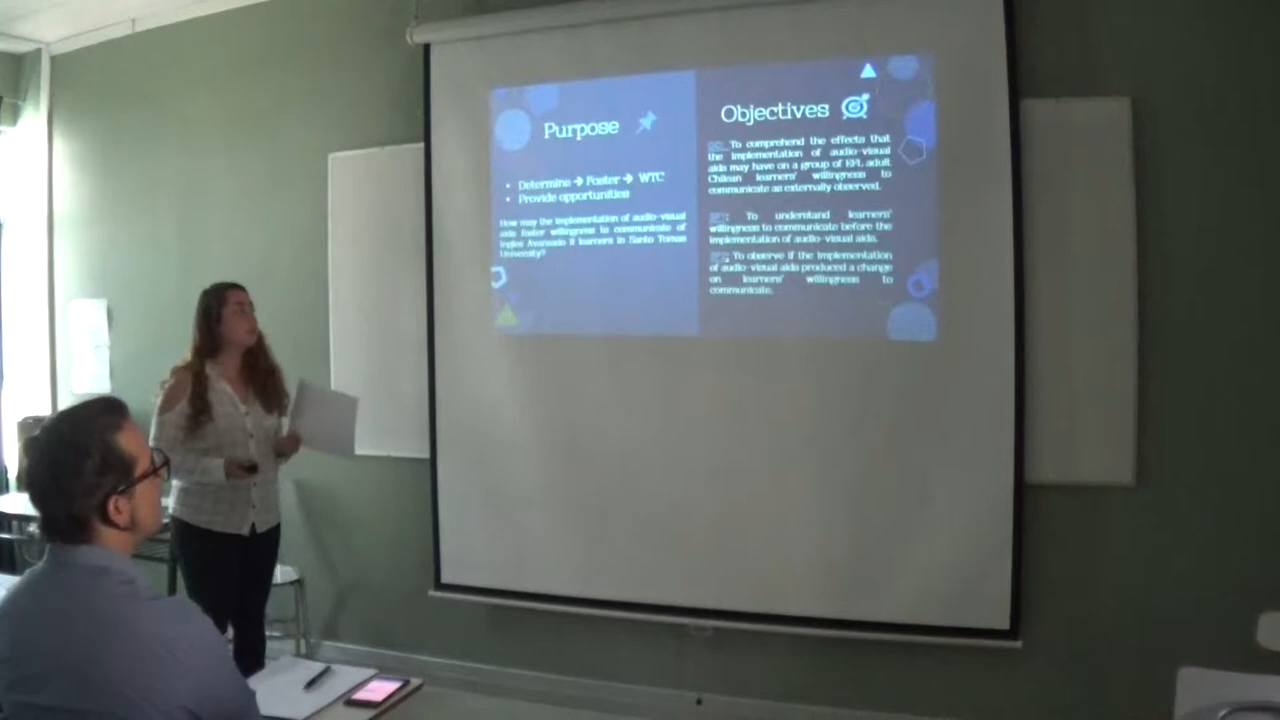 Purpose
• Determine → Foster → WTC
• Provide opportunities
How may the implementation of audio-visual
aids foster willingness to communicate of
Ingles Avanzado II learners in Santo Tomas
University?
Objectives
To comprehend the effects that
the implementation of audio-visual
aids may have on a group of EFL adult
Chilean learners' willingness to
communicate as externally observed.
To understand learners'
willingness to communicate before the
implementation of audio-visual aids.
To observe if the implementation
of audio-visual aids produced a change
on learners' willingness to
communicate.